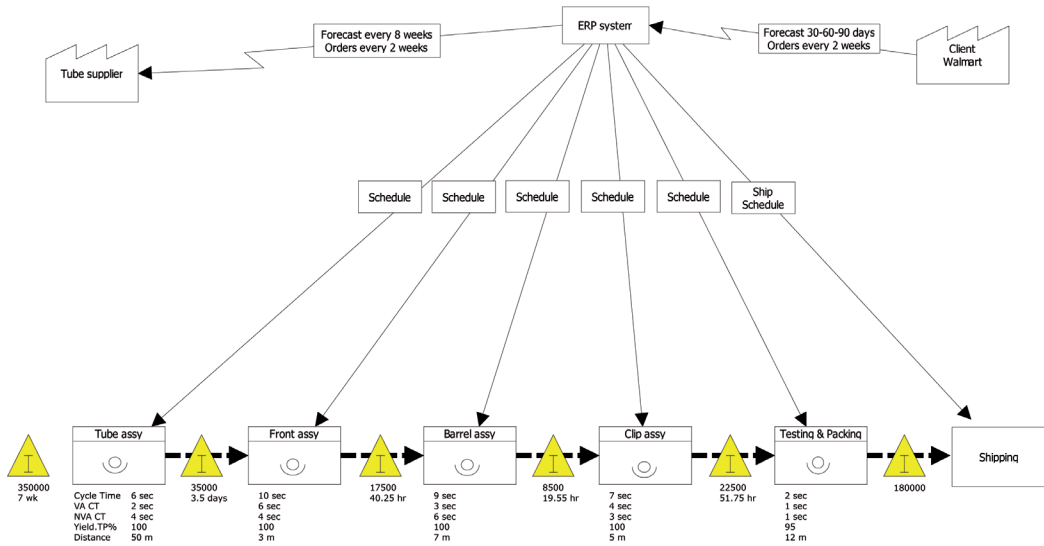 Forecast every 8 weeks
Orders every 2 weeks
ERP system
Forecast 30-60-90 days
Orders every 2 weeks
Tube supplier
Client
Walmart
Schedule
Schedule
Schedule
Schedule
Schedule
Ship
Schedule
Tube assy
Front assy
Barrel assy
Clip assy
Testing & Packing
Shipping
I
I
I
I
I
I
350000
7 wk
35000
3.5 days
17500
40.25 hr
8500
19.55 hr
22500
51.75 hr
180000
Cycle Time 6 sec 10 sec 9 sec 7 sec 2 sec
VA CT 2 sec 6 sec 3 sec 4 sec 1 sec
NVA CT 4 sec 4 sec 6 sec 3 sec 1 sec
Yield.TP% 100 100 100 100 95
Distance 50 m 3 m 7 m 5 m 12 m